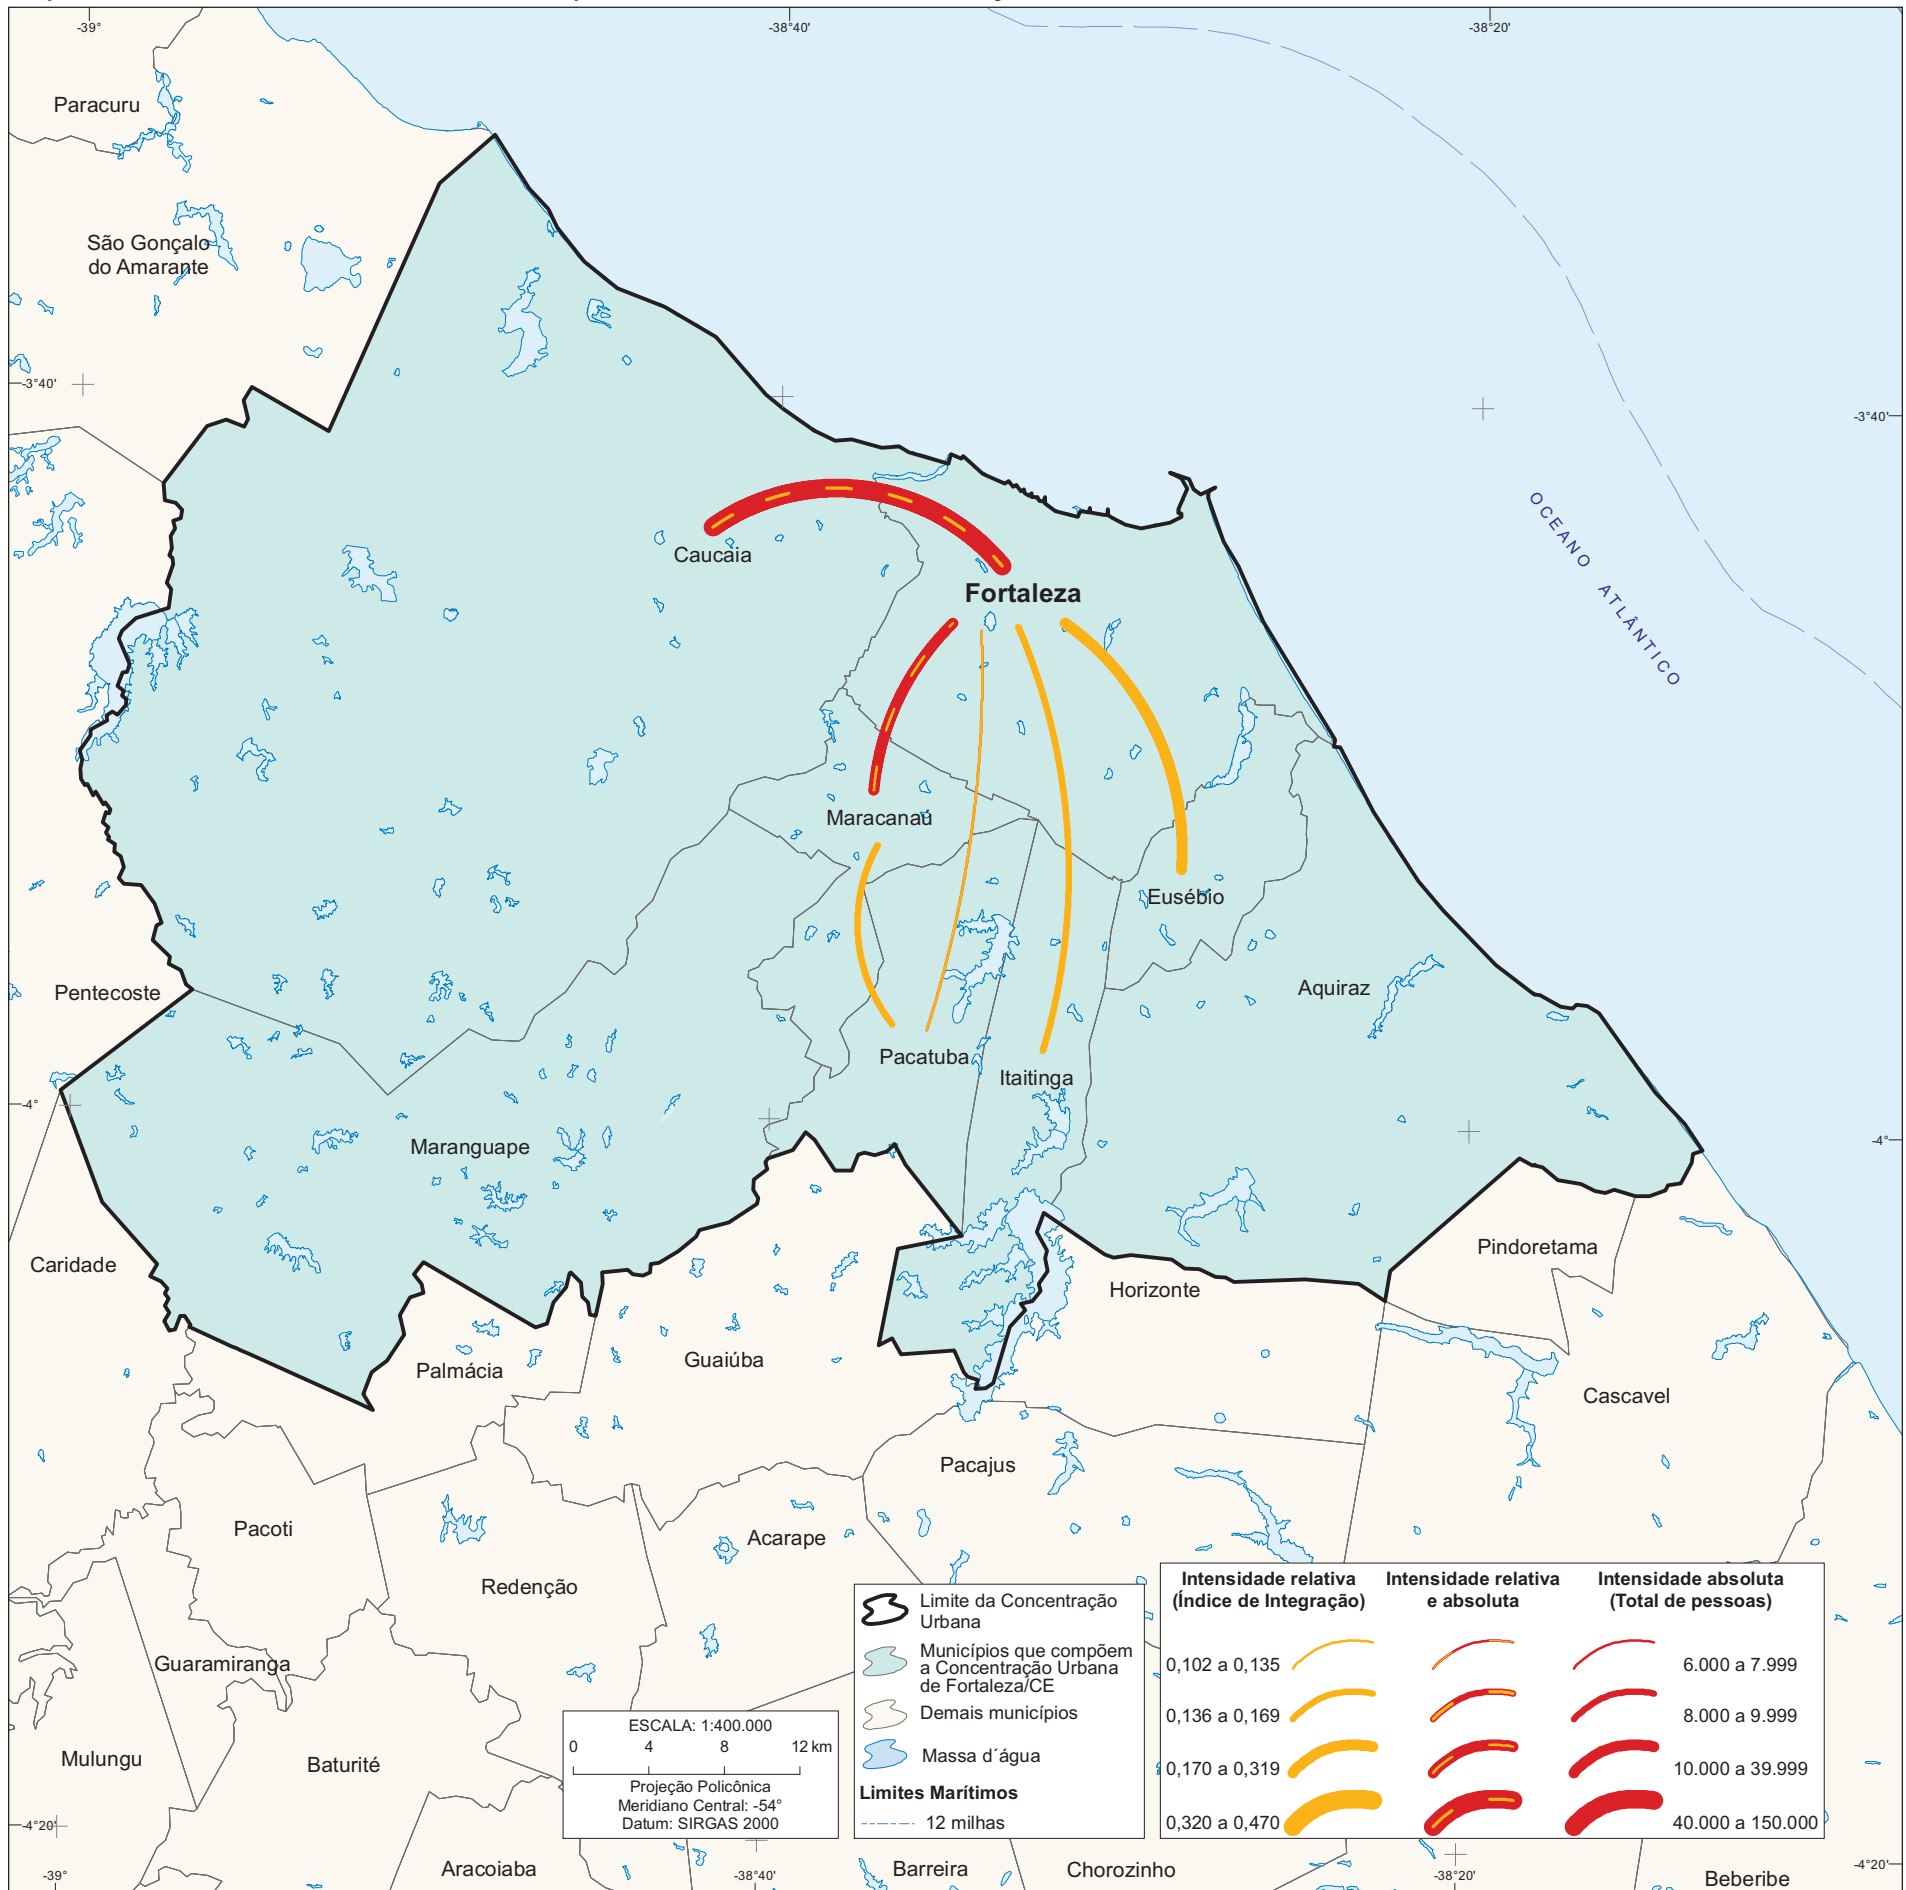 -39°
-38°40'
-38°20'
Paracuru
São Gonçalo
do Amarante
-3°40'
-3°40'
OCEANO ATLÂNTICO
Caucaia
Fortaleza
Maracanaú
Eusébio
Pentecoste
Aquiraz
Pacatuba
Itaitinga
-4°
-4°
Maranguape
Caridade
Pindoretama
Horizonte
Palmácia
Guaiúba
Cascavel
Pacajus
Pacoti
Acarape
Redenção
Guaramiranga
Mulungu
Baturité
Aracoiaba
Barreira
Chorozinho
Beberibe
ESCALA: 1:400.000
0 4 8 12 km
Projeção Policônica
Meridiano Central: -54°
Datum: SIRGAS 2000
Limite da Concentração
Urbana
Municípios que compõem
a Concentração Urbana
de Fortaleza/CE
Demais municípios
Massa d´água
Limites Marítimos
12 milhas
Intensidade relativa
(Índice de Integração)
Intensidade relativa
e absoluta
Intensidade absoluta
(Total de pessoas)
0,102 a 0,135
6.000 a 7.999
0,136 a 0,169
8.000 a 9.999
0,170 a 0,319
10.000 a 39.999
0,320 a 0,470
40.000 a 150.000
-4°20'
-4°20'
-39°
-38°40'
-38°20'